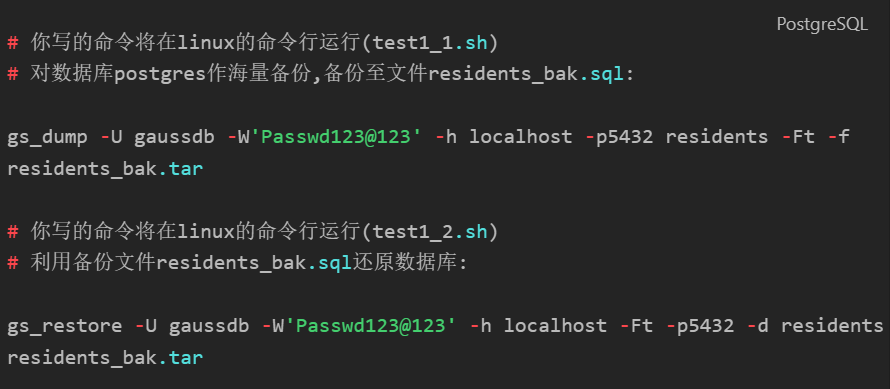 PostgreSQL
# 你写的命令将在linux的命令行运行(test1_1.sh)
# 对数据库postgres作海量备份,备份至文件residents_bak.sql:
gs_dump -U gaussdb -W'Passwd123@123' -h localhost -p5432 residents -Ft -f
residents_bak.tar
# 你写的命令将在linux的命令行运行(test1_2.sh)
# 利用备份文件residents_bak.sql还原数据库:
gs_restore -U gaussdb -W'Passwd123@123' -h localhost -Ft -p5432 -d residents
residents_bak.tar